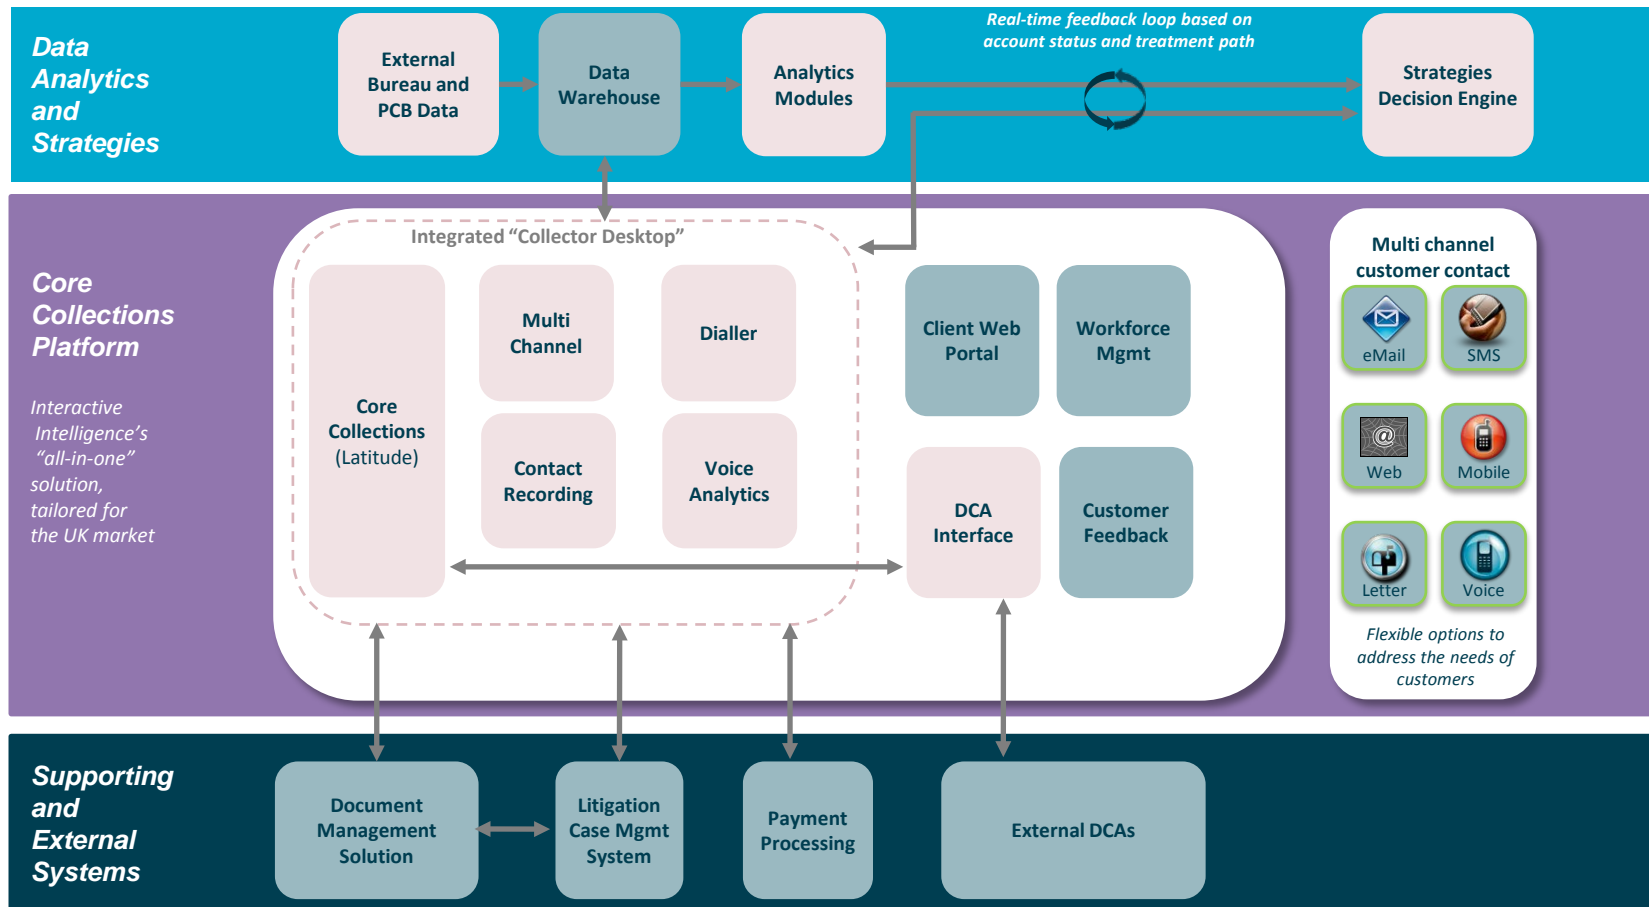 Data
Analytics
and
Strategies
External
Bureau and
PCB Data
Data
Warehouse
Analytics
Modules
Real-time feedback loop based on
account status and treatment path
Strategies
Decision Engine
Core
Collections
Platform
Interactive
Intelligence’s
“all-in-one”
solution,
tailored for
the UK market
Integrated “Collector Desktop”
Core
Collections
(Latitude)
Multi
Channel
Dialler
Contact
Recording
Voice
Analytics
Client Web
Portal
Workforce
Mgmt
DCA
Interface
Customer
Feedback
Multi channel
customer contact
eMail
SMS
@
Web
Mobile
Letter
Voice
Flexible options to
address the needs of
customers
Supporting
and
External
Systems
Document
Management
Solution
Litigation
Case Mgmt
System
Payment
Processing
External DCAs